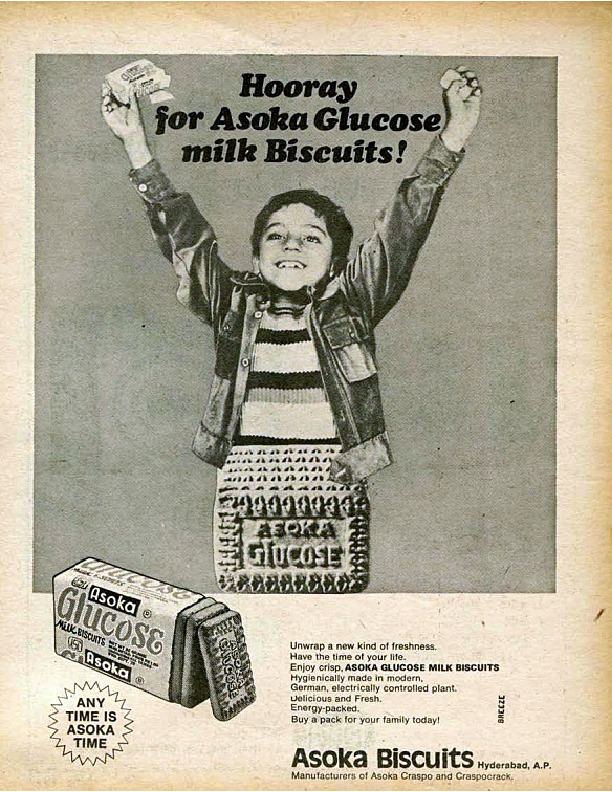 Hooray
for Asoka Glucose
milk Biscuits!
ASOKA
GLUCOSE
Glucose
Asoka
Glucose
MILK BISCUITS
Asoka
ANY
TIME IS
ASOKA
TIME
Unwrap a new kind of freshness.
Have the time of your life.
Enjoy crisp, ASOKA GLUCOSE MILK BISCUITS
Hygienically made in modern,
German, electrically controlled plant.
Delicious and Fresh.
Energy-packed.
Buy a pack for your family today!
BREEZE
Asoka Biscuits Hyderabad, A.P.
Manufacturers of Asoka Craspo and Craspocrack.